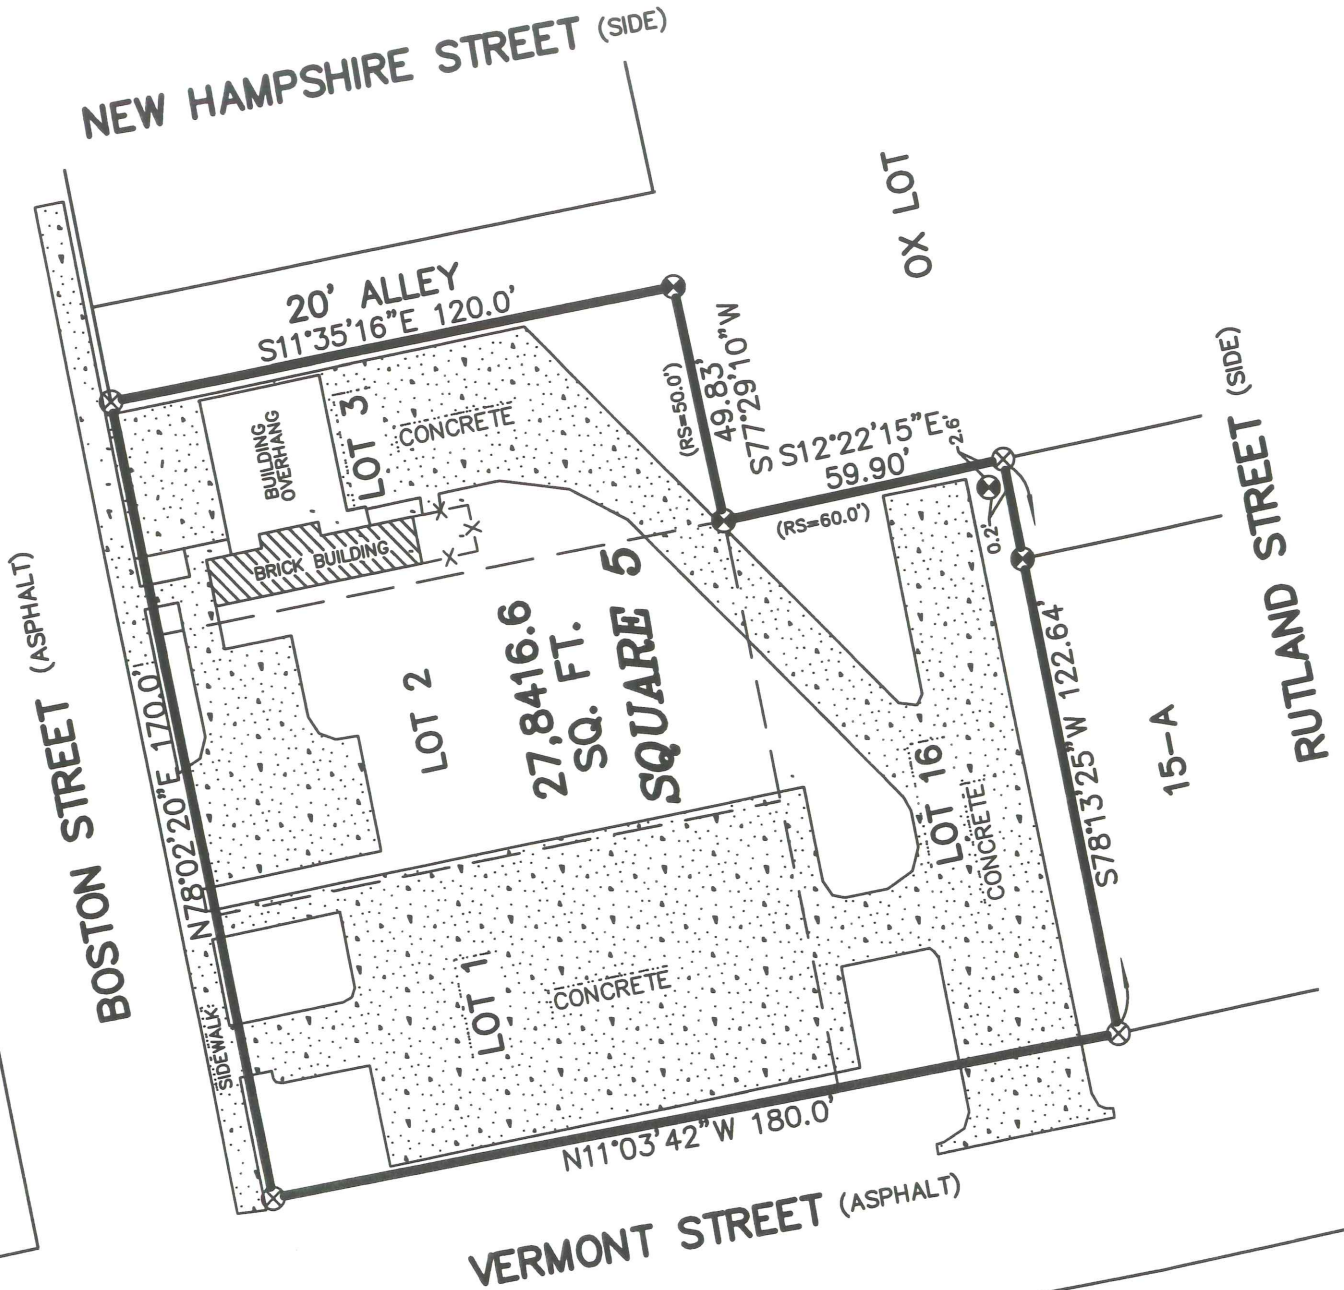 NEW HAMPSHIRE STREET (SIDE)
OX LOT
20' ALLEY
S11°35'16"E 120.0'
(RS=50.0')
49.83'
S77°29'10"W
S12°22'15"E
59.90'
(RS=60.0')
2.6'
0.2'
RUTLAND STREET (SIDE)
BUILDING
OVERHANG
LOT 3
CONCRETE
BRICK BUILDING
BOSTON STREET (ASPHALT)
N78°02'20"E 170.0'
LOT 2
27,8416.6
SQ. FT.
SQUARE 5
LOT 16
CONCRETE
S78°13'25"W 122.64'
15-A
LOT 1
CONCRETE
SIDEWALK
N11°03'42"W 180.0'
VERMONT STREET (ASPHALT)